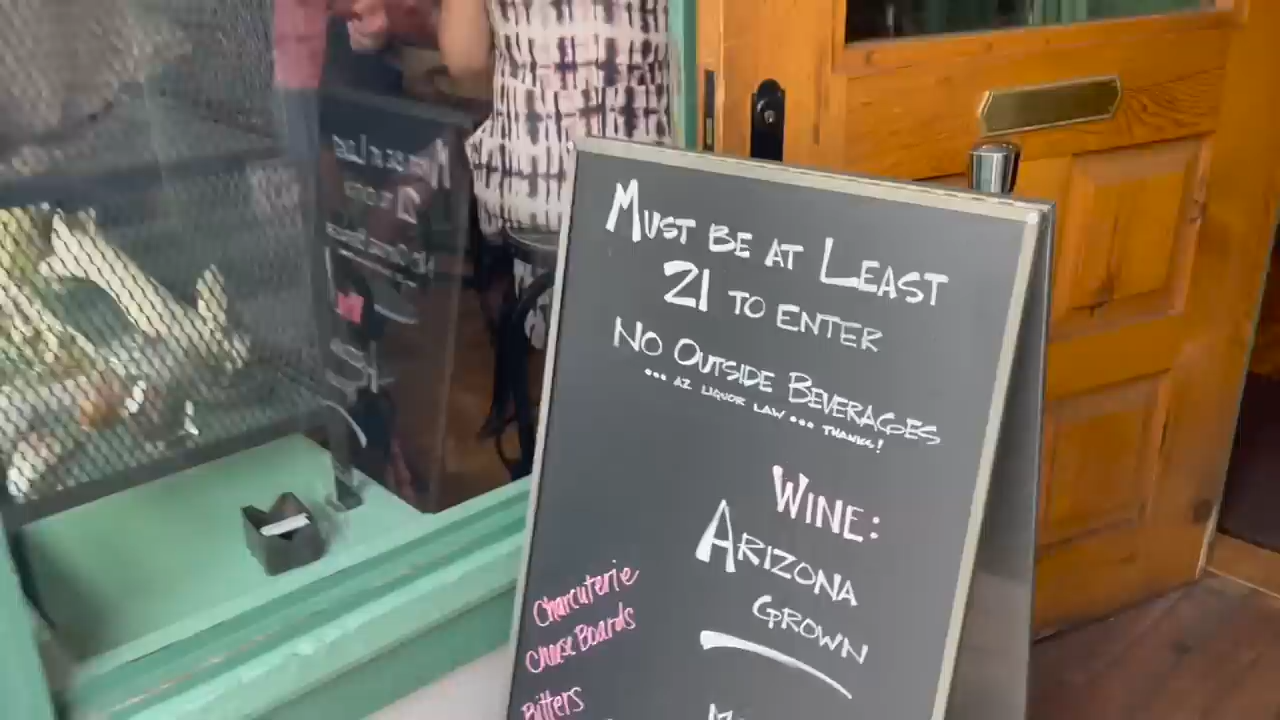 MUST BE AT LEAST
21 TO ENTER
NO OUTSIDE BEVERAGES
... AZ LIQUOR LAW ... THANKS!
WINE:
ARIZONA
GROWN
Charcuterie
Cheese Boards
Bitters